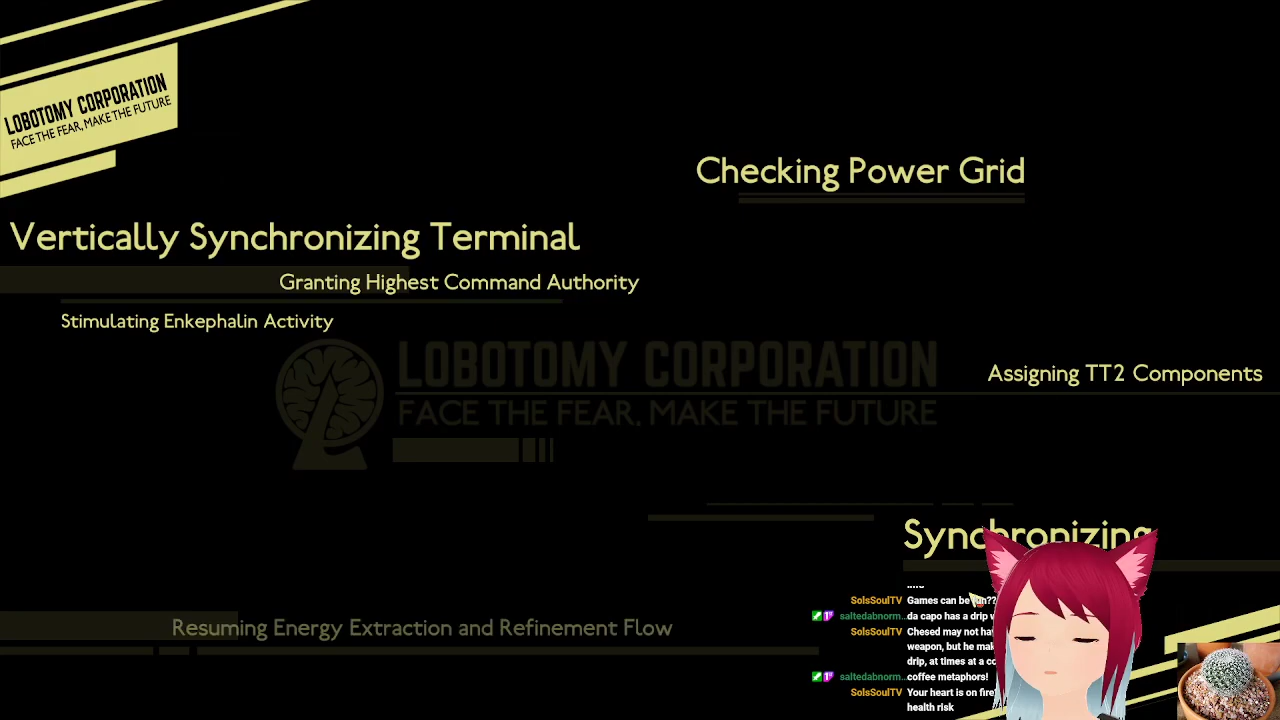 LOBOTOMY CORPORATION
FACE THE FEAR, MAKE THE FUTURE
Checking Power Grid
Vertically Synchronizing Terminal
Granting Highest Command Authority
Stimulating Enkephalin Activity
LOBOTOMY CORPORATION
FACE THE FEAR, MAKE THE FUTURE
Assigning TT2 Components
Synchronizing
Resuming Energy Extraction and Refinement Flow
SolsSoulTV Games can be
saltedabnorm... da capo has a drip
SolsSoulTV Chesed may not
weapon, but he
drip, at times at a
saltedabnorm... coffee metaphors!
SolsSoulTV Your heart is on
health risk